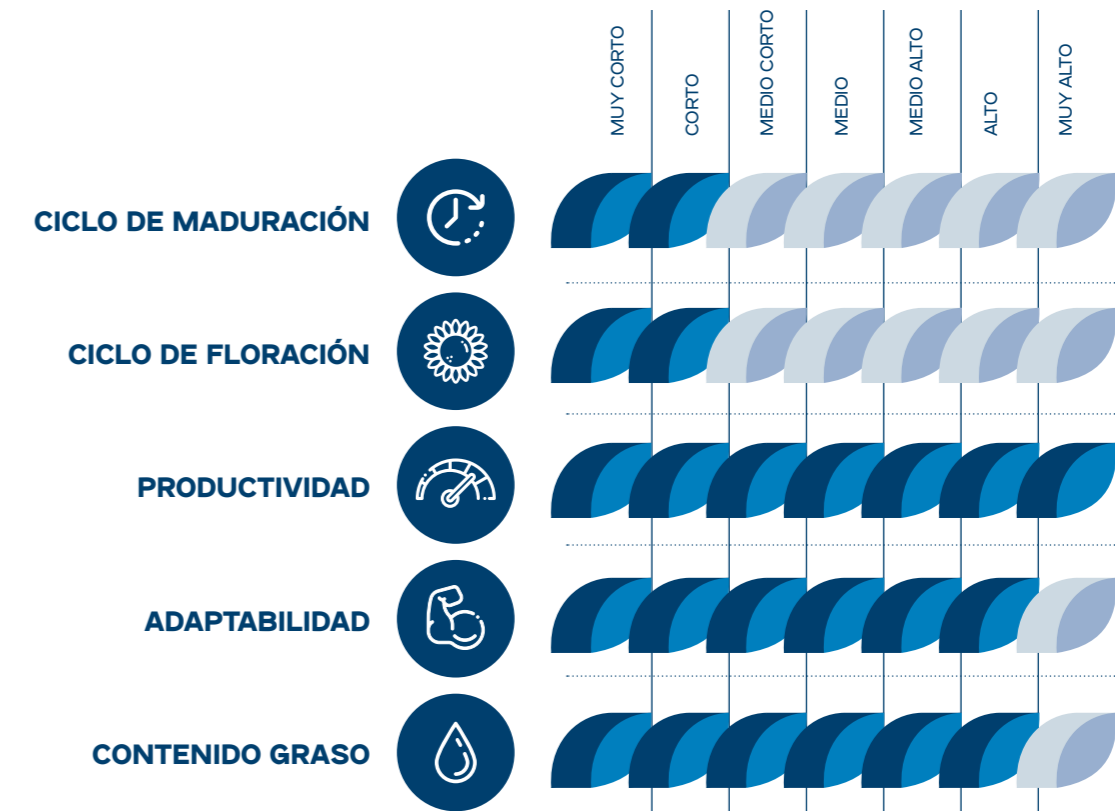 MUY CORTO
CORTO
MEDIO CORTO
MEDIO
MEDIO ALTO
ALTO
MUY ALTO
CICLO DE MADURACIÓN
CICLO DE FLORACIÓN
PRODUCTIVIDAD
ADAPTABILIDAD
CONTENIDO GRASO